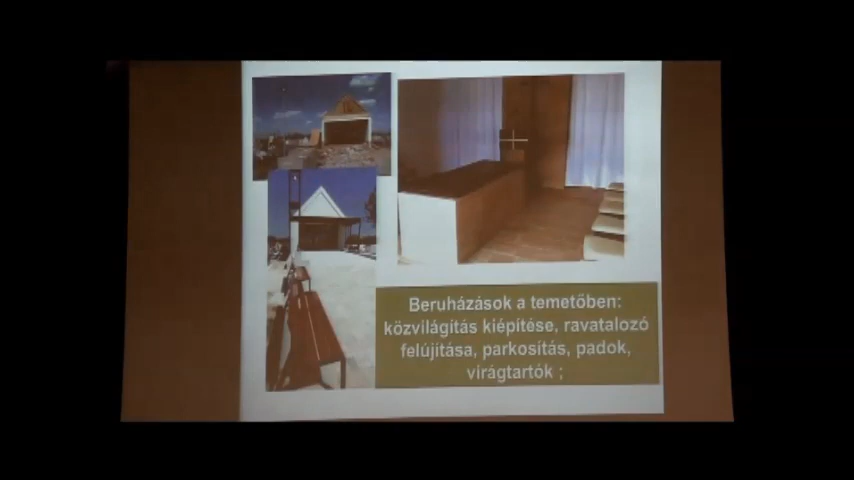 Beruházások a temetőben:
közvilágítás kiépítése, ravatalozó
felújítása, parkosítás, padok,
virágtartók ;